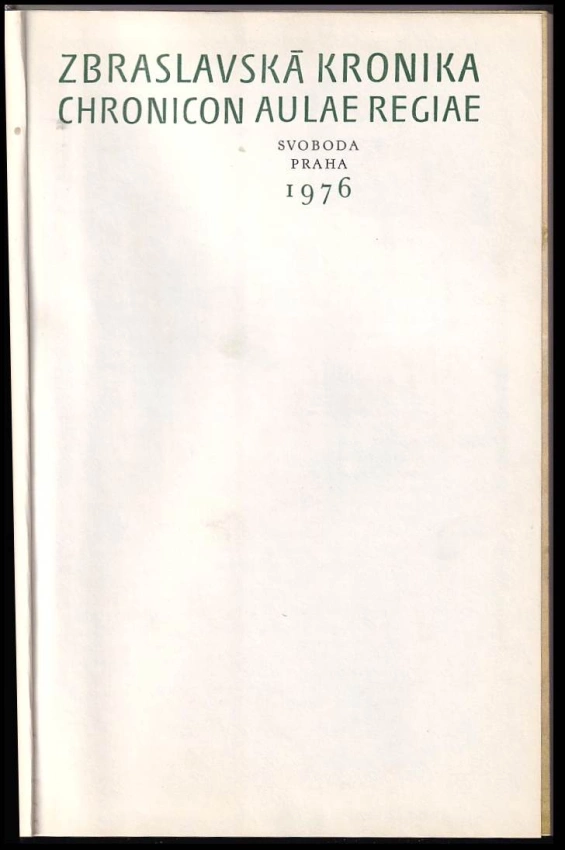 ZBRASLAVSKÁ KRONIKA
CHRONICON AULAE REGIAE
SVOBODA
PRAHA
1976